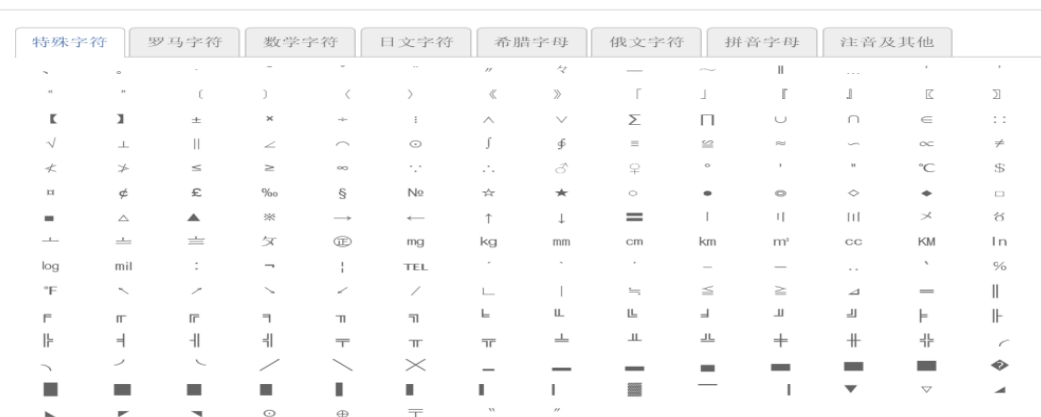 特殊字符 罗马字符 数学字符 日文字符 希腊字母 俄文字符 拼音字母 注音及其他
、 。 · ˉ ˇ ¨ 〃 々 — ～ ‖ … ‘ ’
“ ” 〔 〕 〈 〉 《 》 「 」 『 』 〖 〗
【 】 ± × ÷ ∶ ∧ ∨ ∑ ∏ ∪ ∩ ∈ ∷
√ ⊥ ∥ ∠ ⌒ ⊙ ∫ ∮ ≡ ≌ ≈ ∽ ∝ ≠
≮ ≯ ≤ ≥ ∞ ∵ ∴ ♂ ♀ ° ′ ″ ℃ $
¤ ￠ ￡ ‰ § № ☆ ★ ○ ● ◎ ◇ ◆ □
■ △ ▲ ※ → ← ↑ ↓ 〓 〡 〢 〣 〤 〥
〦 〧 〨 〩 ㊣ mg kg mm cm km m² cc KM ln
log mil ︰ ￢ ￤ TEL ˊ ˋ ˙ – ― ‥ ‵ %
℉ ↖ ↗ ↘ ↙ ∕ ∟ ∣ ≒ ≦ ≧ ⊿ ═ ║
╒ ╓ ╔ ╕ ╖ ╗ ╘ ╙ ╚ ╛ ╜ ╝ ╞ ╟
╠ ╡ ╢ ╣ ╤ ╥ ╦ ╧ ╨ ╩ ╪ ╫ ╬ ╭
╮ ╯ ╰ ╱ ╲ ╳ ▁ ▂ ▃ ▄ ▅ ▆ ▇ �
█ ▉ ▊ ▋ ▌ ▍ ▎ ▏ ▓ ▔ ▕ ▼ ▽ ◢
◣ ◤ ◥ ☉ ⊕ 〒 〝 〞